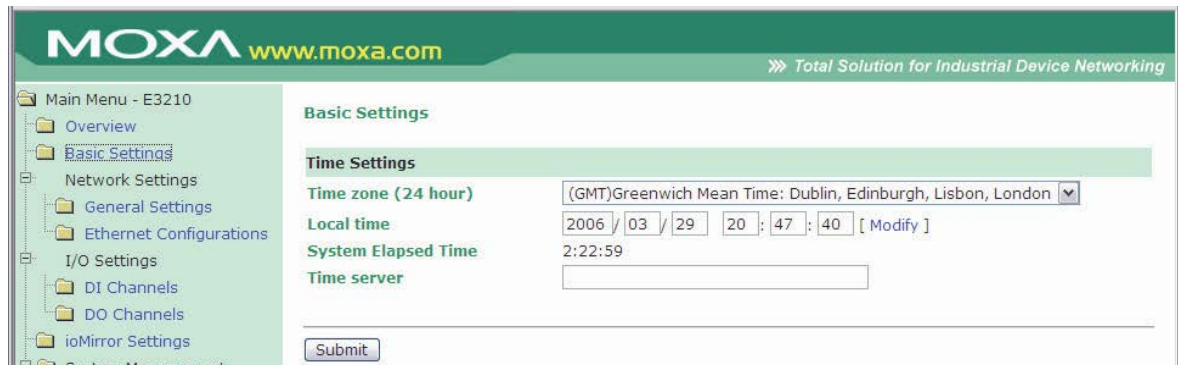 MOXA www.moxa.com
Total Solution for Industrial Device Networking
Main Menu - E3210
Overview
Basic Settings
Network Settings
General Settings
Ethernet Configurations
I/O Settings
DI Channels
DO Channels
ioMirror Settings
Basic Settings
Time Settings
Time zone (24 hour) (GMT)Greenwich Mean Time: Dublin, Edinburgh, Lisbon, London
Local time 2006 / 03 / 29 20 : 47 : 40 [ Modify ]
System Elapsed Time 2:22:59
Time server
Submit